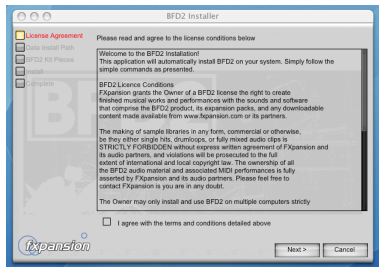 BFD2 Installer
License Agreement
Data Install Path
BFD2 Kit Pieces
Install
Complete
Please read and agree to the license conditions below
Welcome to the BFD2 Installation!
This application will automatically install BFD2 on your system. Simply follow the
simple commands as presented.
BFD2 Licence Conditions
FXpansion grants the Owner of a BFD2 license the right to create
finished musical works and performances with the sounds and software
that comprise the BFD2 product, its expansion packs, and any downloadable
content made available from www.fxpansion.com or its partners.
The making of sample libraries in any form, commercial or otherwise,
be they either single hits, drumloops, or fully mixed audio clips is
STRICTLY FORBIDDEN without express written agreement of FXpansion and
its audio partners, and violations will be prosecuted to the full
extent of international and local copyright law. The ownership of all
the BFD2 audio material and associated MIDI performances is fully
asserted by FXpansion and its audio partners. Please feel free to
contact FXpansion is you are in any doubt.
The Owner may only install and use BFD2 on multiple computers strictly
I agree with the terms and conditions detailed above
fxpansion
Next >
Cancel